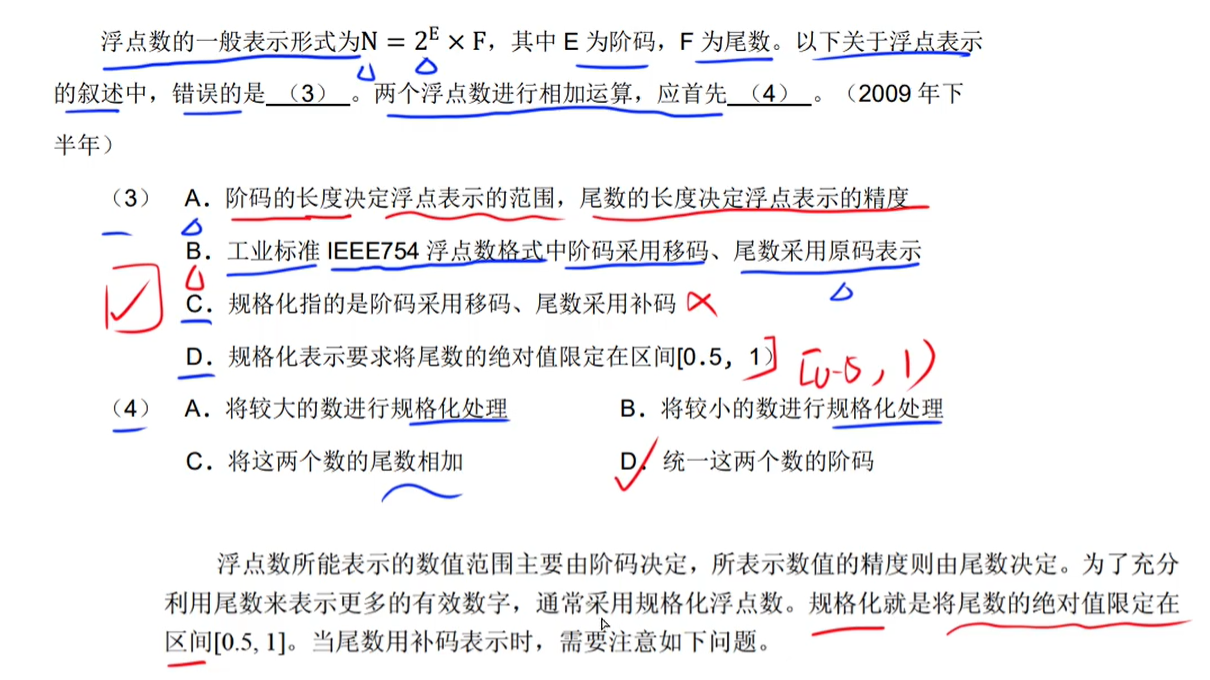 浮点数的一般表示形式为N = 2^E × F，其中 E 为阶码，F 为尾数。以下关于浮点表示
的叙述中，错误的是 （3） 。两个浮点数进行相加运算，应首先 （4） 。（2009 年下
半年）
（3） A．阶码的长度决定浮点表示的范围，尾数的长度决定浮点表示的精度
B．工业标准 IEEE754 浮点数格式中阶码采用移码、尾数采用原码表示
C．规格化指的是阶码采用移码、尾数采用补码
D．规格化表示要求将尾数的绝对值限定在区间[0.5，1） [0.5，1)
（4） A．将较大的数进行规格化处理 B．将较小的数进行规格化处理
C．将这两个数的尾数相加 D．统一这两个数的阶码
浮点数所能表示的数值范围主要由阶码决定，所表示数值的精度则由尾数决定。为了充分
利用尾数来表示更多的有效数字，通常采用规格化浮点数。规格化就是将尾数的绝对值限定在
区间[0.5, 1]。当尾数用补码表示时，需要注意如下问题。